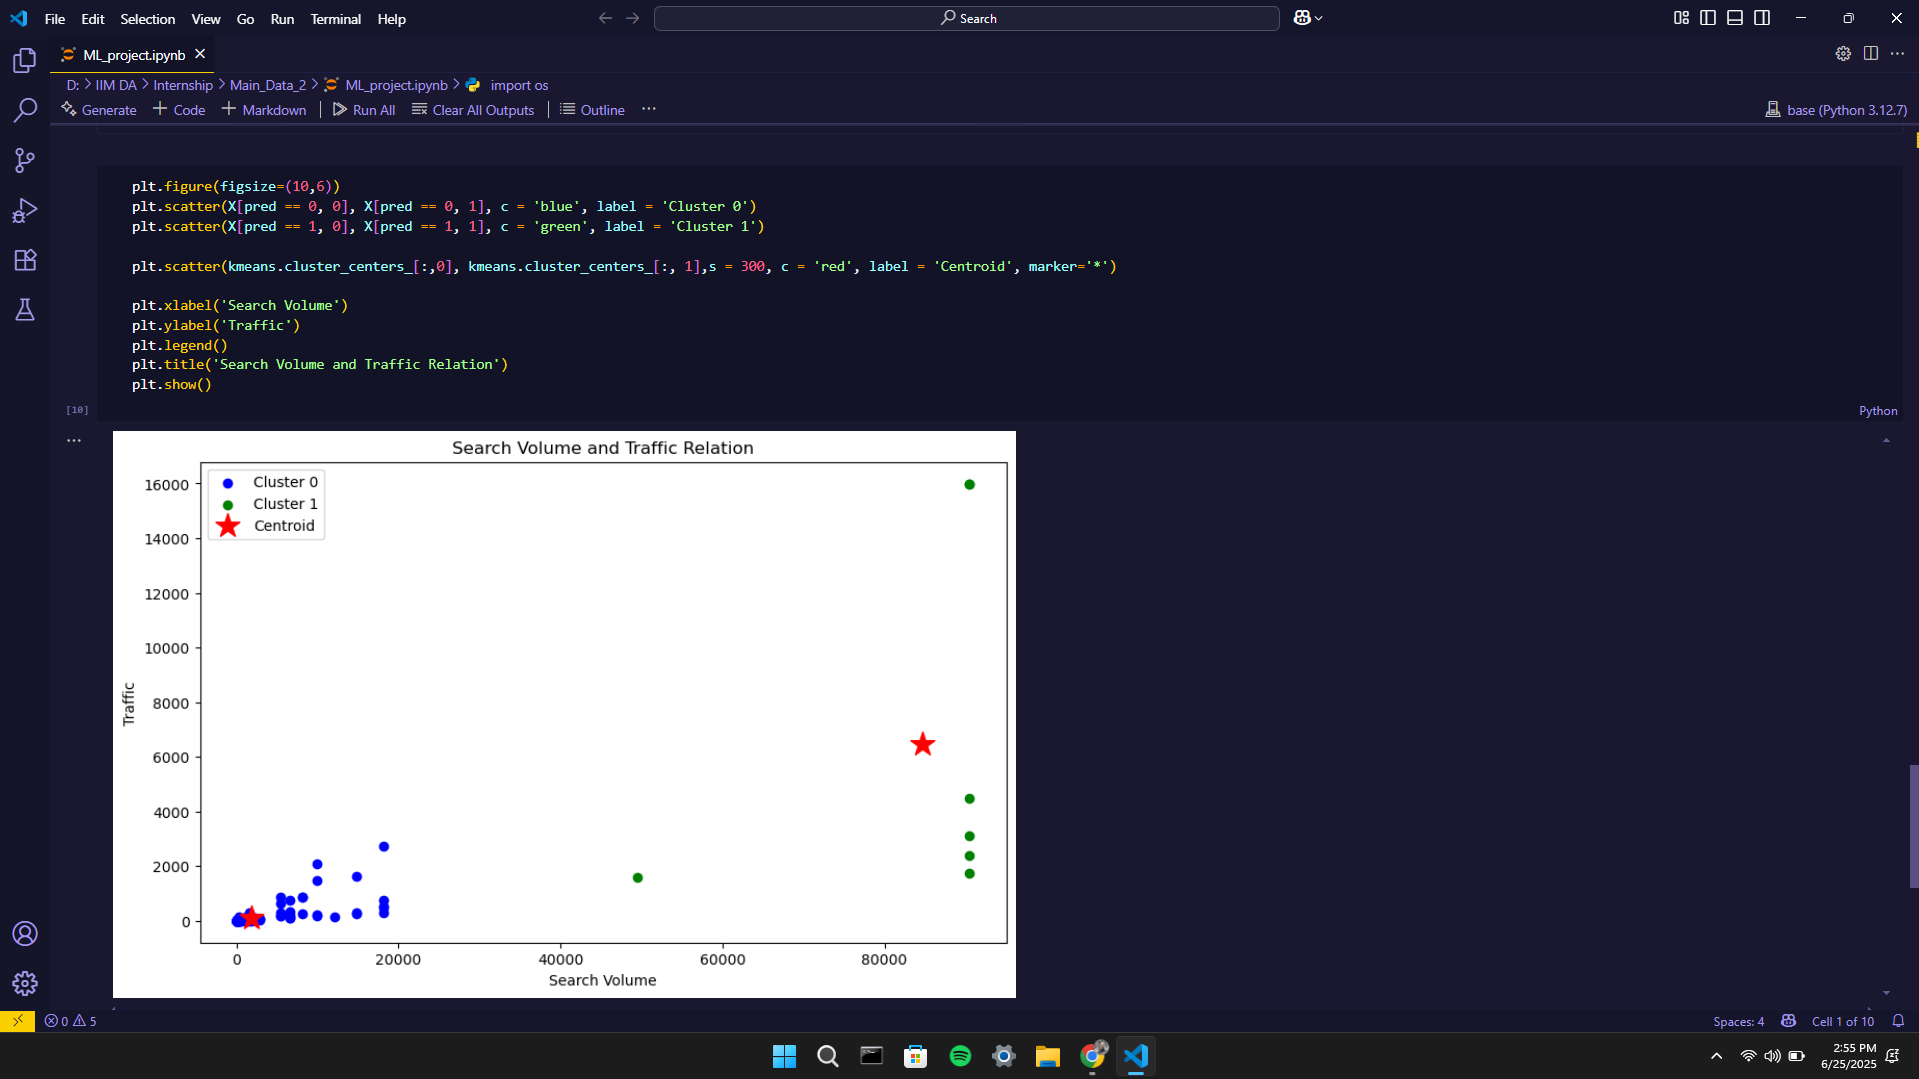 File Edit Selection View Go Run Terminal Help
Search
ML_project.ipynb
D: > IIM DA > Internship > Main_Data_2 > ML_project.ipynb > import os
Generate + Code + Markdown | Run All Clear All Outputs | Outline ...
base (Python 3.12.7)
plt.figure(figsize=(10,6))
plt.scatter(X[pred == 0, 0], X[pred == 0, 1], c = 'blue', label = 'Cluster 0')
plt.scatter(X[pred == 1, 0], X[pred == 1, 1], c = 'green', label = 'Cluster 1')
plt.scatter(kmeans.cluster_centers_[:,0], kmeans.cluster_centers_[:, 1],s = 300, c = 'red', label = 'Centroid', marker='*')
plt.xlabel('Search Volume')
plt.ylabel('Traffic')
plt.legend()
plt.title('Search Volume and Traffic Relation')
plt.show()
[10]
Python
...
Search Volume and Traffic Relation
Cluster 0
Cluster 1
Centroid
16000
14000
12000
10000
8000
6000
4000
2000
0
Traffic
0 20000 40000 60000 80000
Search Volume
0 5
Spaces: 4
Cell 1 of 10
2:55 PM
6/25/2025